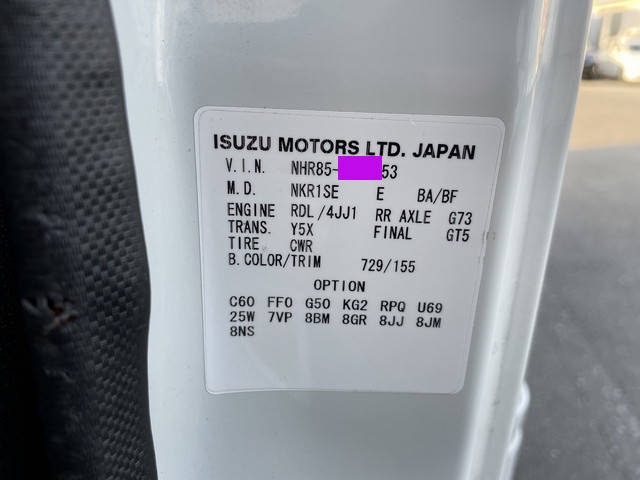 ISUZU MOTORS LTD. JAPAN
V.I.N. NHR85- 53
M.D. NKR1SE E BA/BF
ENGINE RDL/4JJ1 RR AXLE G73
TRANS. Y5X FINAL GT5
TIRE CWR
B.COLOR/TRIM 729/155
OPTION
C60 FF0 G50 KG2 RPQ U69
25W 7VP 8BM 8GR 8JJ 8JM
8NS